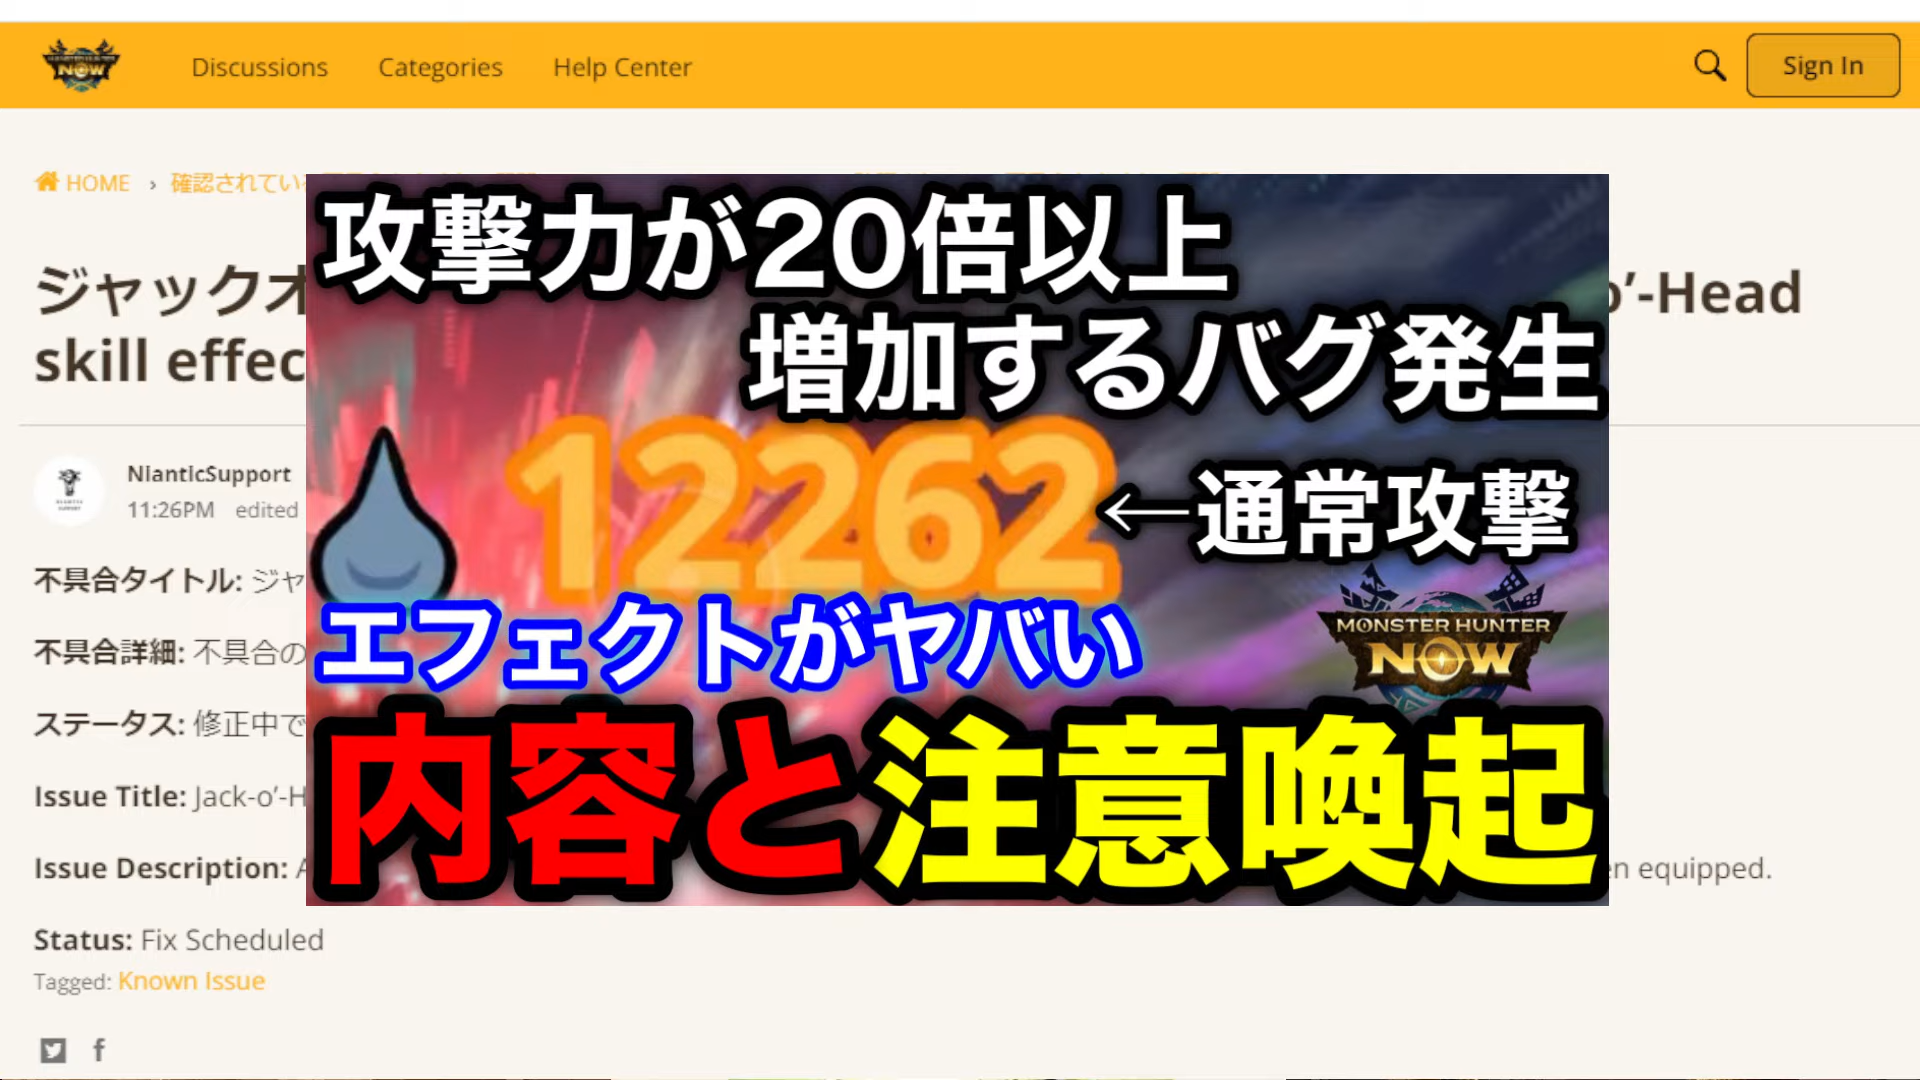 MONSTER HUNTER NOW
Discussions Categories Help Center
Sign In
HOME › 確認されてい
ジャックオ
o’-Head
skill effec
NianticSupport
11:26PM edited
不具合タイトル: ジャ
不具合詳細: 不具合の
ステータス: 修正中で
Issue Title: Jack-o’-H
Issue Description: A
en equipped.
Status: Fix Scheduled
Tagged: Known Issue
攻撃力が20倍以上
増加するバグ発生
12262
←通常攻撃
エフェクトがヤバい
MONSTER HUNTER
NOW
内容と注意喚起